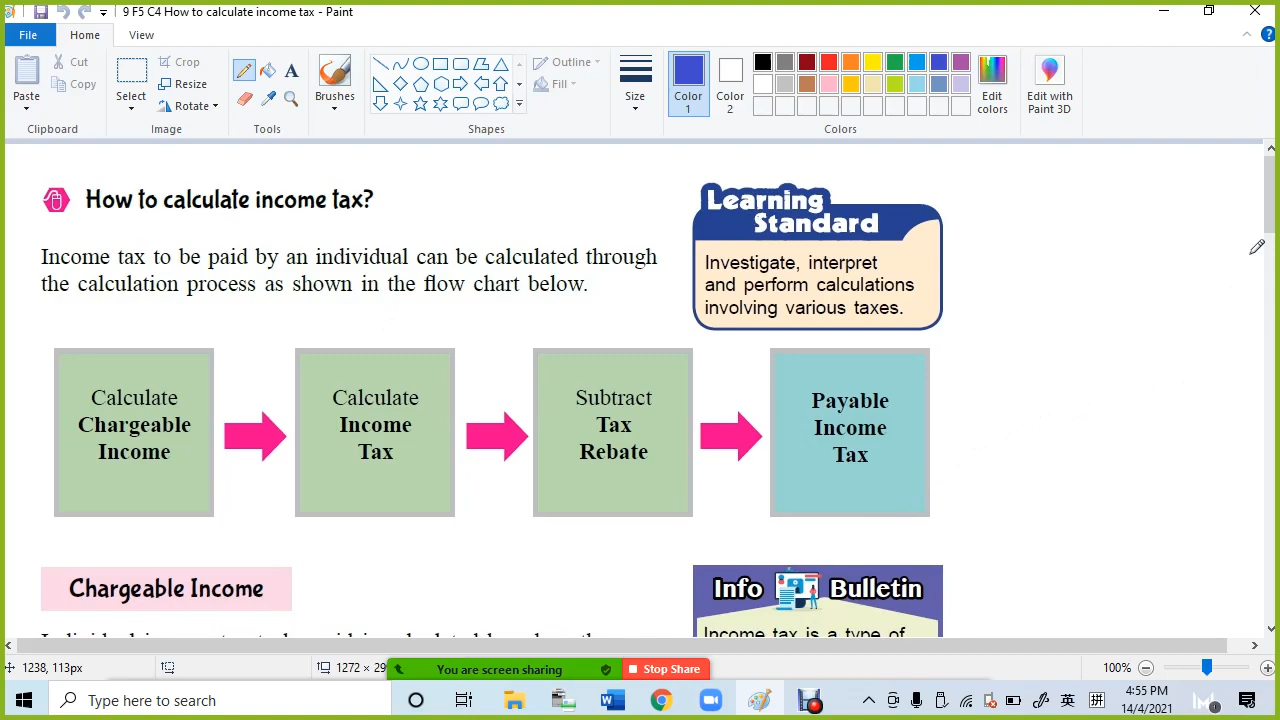 9 F5 C4 How to calculate income tax - Paint
File
Home
View
Paste
Cut
Copy
Clipboard
Select
Crop
Resize
Rotate
Image
A
Tools
Brushes
Outline
Fill
Shapes
Size
Color
1
Color
2
Edit
colors
Edit with
Paint 3D
Colors
How to calculate income tax?
Income tax to be paid by an individual can be calculated through
the calculation process as shown in the flow chart below.
Learning
Standard
Investigate, interpret
and perform calculations
involving various taxes.
Calculate
Chargeable
Income
Calculate
Income
Tax
Subtract
Tax
Rebate
Payable
Income
Tax
Chargeable Income
Info Bulletin
Income tax is a type of
1238, 113px
1272 × 29
You are screen sharing
Stop Share
100%
Type here to search
英
拼
4:55 PM
14/4/2021